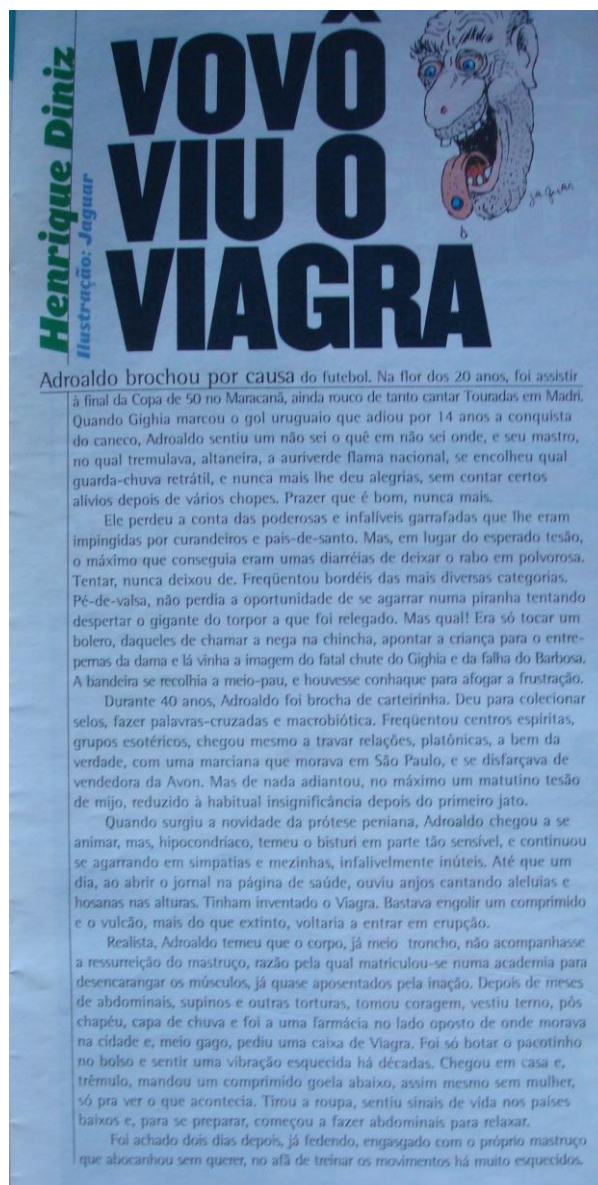 Henrique Diniz
Ilustração: Jaguar
VOVÔ
VIU O
VIAGRA
jaguar
Adroaldo brochou por causa do futebol. Na flor dos 20 anos, foi assistir
à final da Copa de 50 no Maracanã, ainda rouco de tanto cantar Touradas em Madri.
Quando Gighia marcou o gol uruguaio que adiou por 14 anos a conquista
do caneco, Adroaldo sentiu um não sei o quê em não sei onde, e seu mastro,
no qual tremulava, altaneira, a auriverde flama nacional, se encolheu qual
guarda-chuva retrátil, e nunca mais lhe deu alegrias, sem contar certos
alívios depois de vários chopes. Prazer que é bom, nunca mais.
Ele perdeu a conta das poderosas e infalíveis garrafadas que lhe eram
impingidas por curandeiros e pais-de-santo. Mas, em lugar do esperado tesão,
o máximo que conseguia eram umas diarréias de deixar o rabo em polvorosa.
Tentar, nunca deixou de. Freqüentou bordéis das mais diversas categorias.
Pé-de-valsa, não perdia a oportunidade de se agarrar numa piranha tentando
despertar o gigante do torpor a que foi relegado. Mas qual! Era só tocar um
bolero, daqueles de chamar a nega na chincha, apontar a criança para o entre-
pernas da dama e lá vinha a imagem do fatal chute do Gighia e da falha do Barbosa.
A bandeira se recolhia a meio-pau, e houvesse conhaque para afogar a frustração.
Durante 40 anos, Adroaldo foi brocha de carteirinha. Deu para colecionar
selos, fazer palavras-cruzadas e macrobiótica. Freqüentou centros espíritas,
grupos esotéricos, chegou mesmo a travar relações, platônicas, a bem da
verdade, com uma marciana que morava em São Paulo, e se disfarçava de
vendedora da Avon. Mas de nada adiantou, no máximo um matutino tesão
de mijo, reduzido à habitual insignificância depois do primeiro jato.
Quando surgiu a novidade da prótese peniana, Adroaldo chegou a se
animar, mas, hipocondríaco, temeu o bisturi em parte tão sensível, e continuou
se agarrando em simpatias e mezinhas, infalivelmente inúteis. Até que um
dia, ao abrir o jornal na página de saúde, ouviu anjos cantando aleluias e
hosanas nas alturas. Tinham inventado o Viagra. Bastava engolir um comprimido
e o vulcão, mais do que extinto, voltaria a entrar em erupção.
Realista, Adroaldo temeu que o corpo, já meio troncho, não acompanhasse
a ressurreição do mastruço, razão pela qual matriculou-se numa academia para
desencarangar os músculos, já quase aposentados pela inação. Depois de meses
de abdominais, supinos e outras torturas, tomou coragem, vestiu terno, pôs
chapéu, capa de chuva e foi a uma farmácia no lado oposto de onde morava
na cidade e, meio gago, pediu uma caixa de Viagra. Foi só botar o pacotinho
no bolso e sentir uma vibração esquecida há décadas. Chegou em casa e,
trêmulo, mandou um comprimido goela abaixo, assim mesmo sem mulher,
só pra ver o que acontecia. Tirou a roupa, sentiu sinais de vida nos países
baixos e, para se preparar, começou a fazer abdominais para relaxar.
Foi achado dois dias depois, já fedendo, engasgado com o próprio mastruço
que abocanhou sem querer, no afã de treinar os movimentos há muito esquecidos.